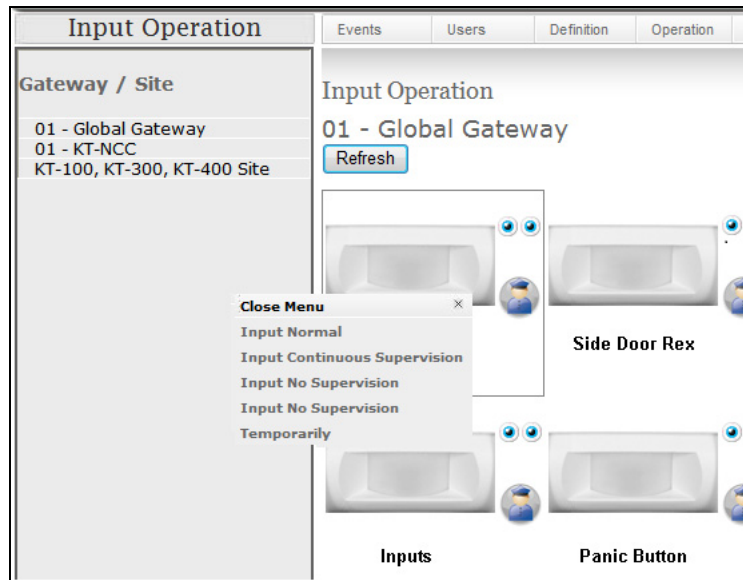 Input Operation
Events
Users
Definition
Operation
Gateway / Site
01 - Global Gateway
01 - KT-NCC
KT-100, KT-300, KT-400 Site
Input Operation
01 - Global Gateway
Refresh
Close Menu ×
Input Normal
Input Continuous Supervision
Input No Supervision
Input No Supervision
Temporarily
Side Door Rex
Inputs
Panic Button